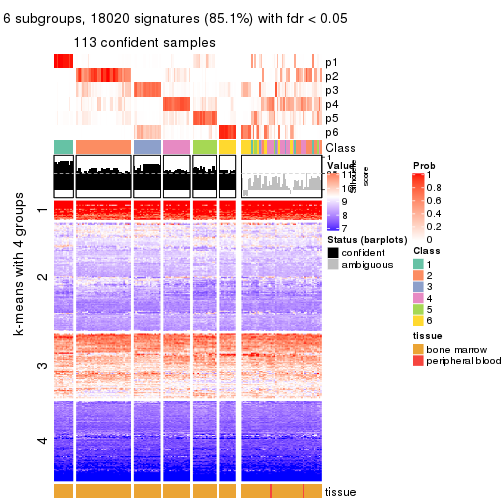 6 subgroups, 18020 signatures (85.1%) with fdr < 0.05
113 confident samples
p1
p2
p3
p4
p5
p6
Class
1
Silhouette
score
k-means with 4 groups
1
2
3
4
tissue
Value
11
9
8
7
Status (barplots)
confident
ambiguous
Prob
1
0.8
0.6
0.4
0.2
0
Class
1
2
3
4
5
6
tissue
bone marrow
peripheral blood